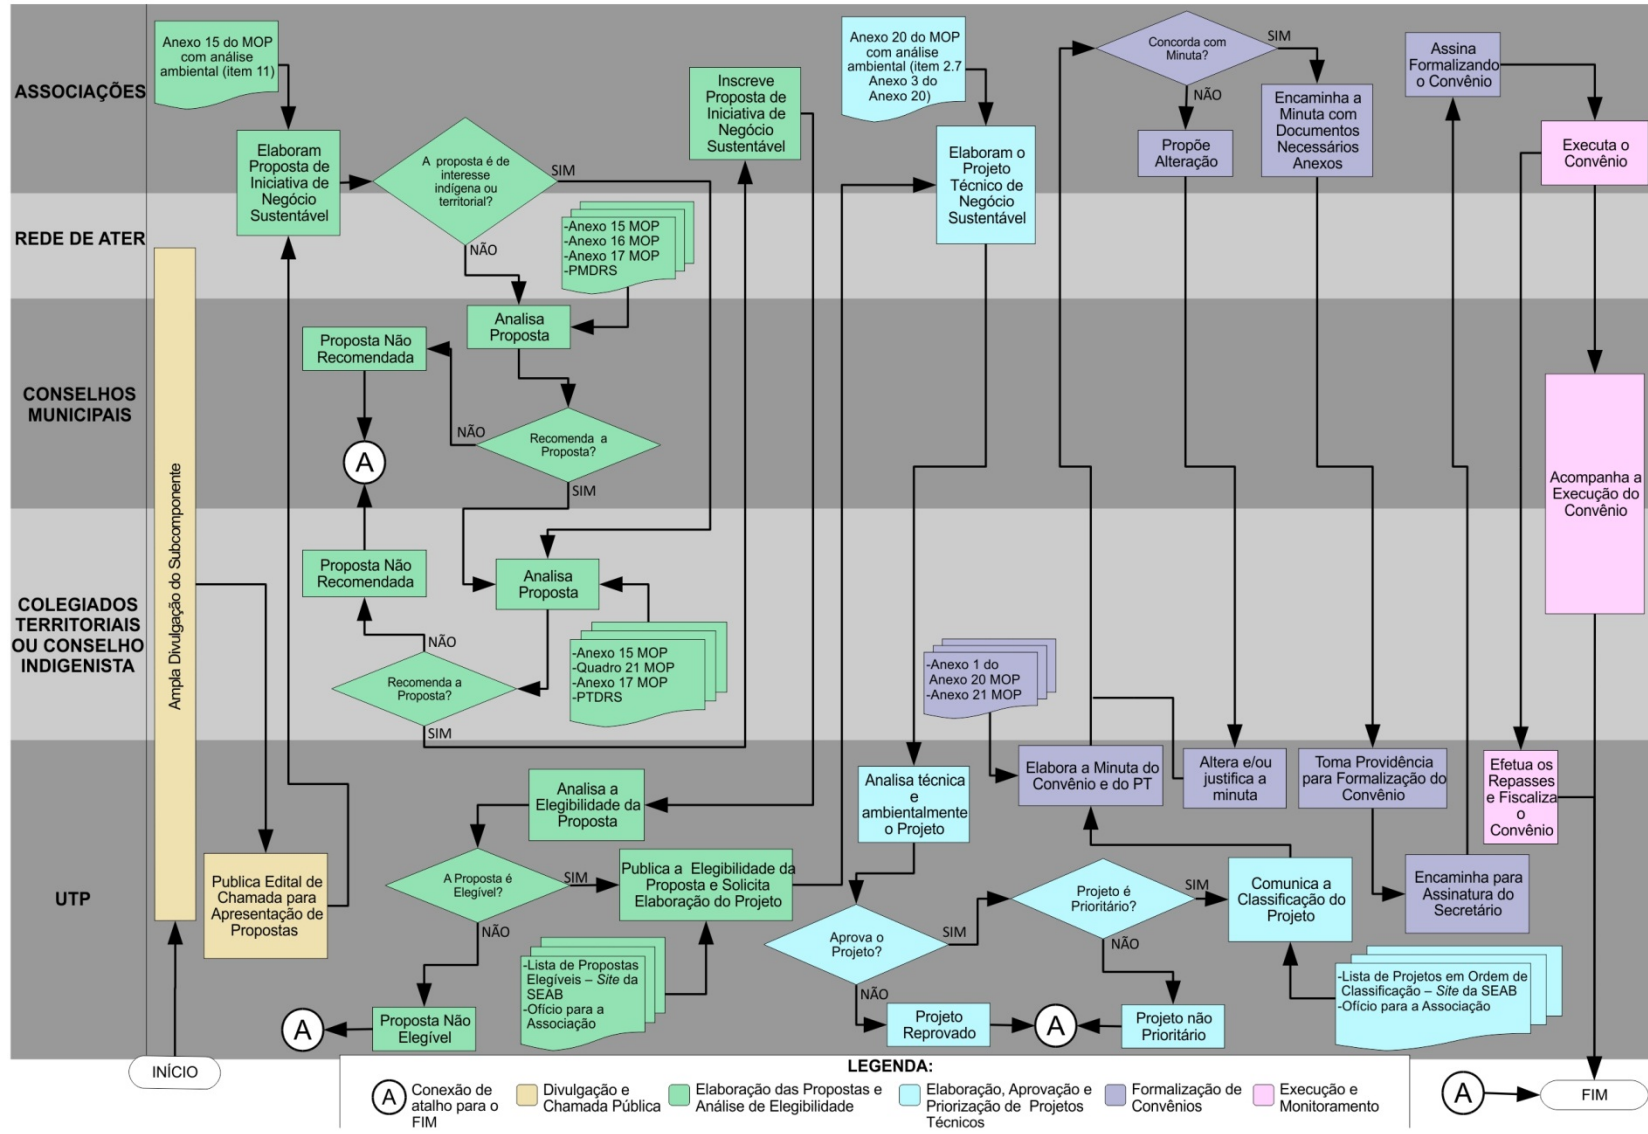 ASSOCIAÇÕES
REDE DE ATER
CONSELHOS
MUNICIPAIS
COLEGIADOS
TERRITORIAIS
OU CONSELHO
INDIGENISTA
UTP
INÍCIO
Ampla Divulgação do Subcomponente
Publica Edital de
Chamada para
Apresentação de
Propostas
Anexo 15 do MOP
com análise
ambiental (item 11)
Elaboram
Proposta de
Iniciativa de
Negócio
Sustentável
A proposta é de
interesse
indígena ou
territorial?
SIM
NÃO
-Anexo 15 MOP
-Anexo 16 MOP
-Anexo 17 MOP
-PMDRS
Analisa
Proposta
Proposta Não
Recomendada
Recomenda a
Proposta?
NÃO
SIM
A
Proposta Não
Recomendada
Analisa
Proposta
NÃO
Recomenda a
Proposta?
SIM
-Anexo 15 MOP
-Quadro 21 MOP
-Anexo 17 MOP
-PTDRS
Inscreve
Proposta de
Iniciativa de
Negócio
Sustentável
Analisa a
Elegibilidade da
Proposta
A Proposta é
Elegível?
SIM
NÃO
Proposta Não
Elegível
A
Publica a Elegibilidade da
Proposta e Solicita
Elaboração do Projeto
-Lista de Propostas
Elegíveis – Site da
SEAB
-Ofício para a
Associação
Anexo 20 do MOP
com análise
ambiental (item 2.7
Anexo 3 do
Anexo 20)
Elaboram o
Projeto
Técnico de
Negócio
Sustentável
Analisa técnica
e
ambientalmente
o Projeto
Aprova o
Projeto?
SIM
NÃO
Projeto
Reprovado
A
Projeto é
Prioritário?
SIM
NÃO
Projeto não
Prioritário
Comunica a
Classificação do
Projeto
-Lista de Projetos em Ordem de
Classificação – Site da SEAB
-Ofício para a Associação
-Anexo 1 do
Anexo 20 MOP
-Anexo 21 MOP
Elabora a Minuta do
Convênio e do PT
Concorda com
Minuta?
SIM
NÃO
Propõe
Alteração
Altera e/ou
justifica a
minuta
Encaminha a
Minuta com
Documentos
Necessários
Anexos
Toma Providência
para Formalização do
Convênio
Encaminha para
Assinatura do
Secretário
Assina
Formalizando
o Convênio
Executa o
Convênio
Acompanha a
Execução do
Convênio
Efetua os
Repasses
e Fiscaliza
o
Convênio
LEGENDA:
A
Conexão de
atalho para o
FIM
Divulgação e
Chamada Pública
Elaboração das Propostas e
Análise de Elegibilidade
Elaboração, Aprovação e
Priorização de Projetos
Técnicos
Formalização de
Convênios
Execução e
Monitoramento
A
FIM